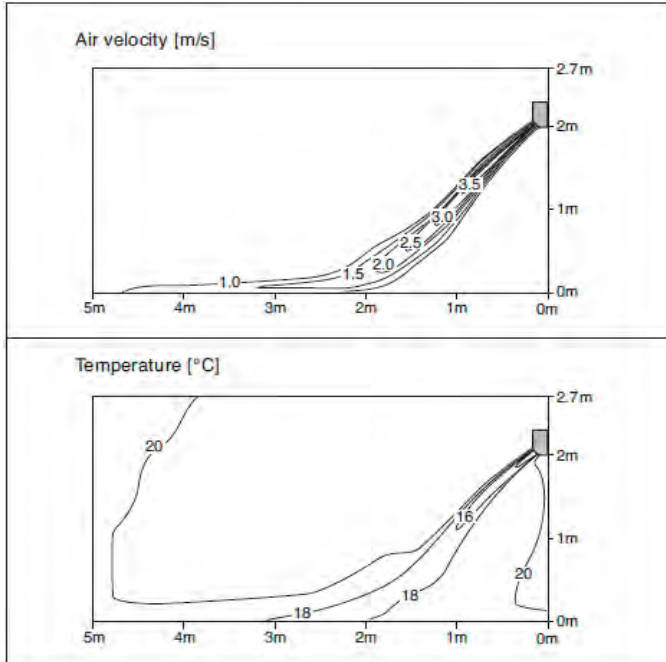 Air velocity [m/s]
2.7m
2m
3.5
3.0
1m
2.5
2.0
1.5
1.0
0m
5m 4m 3m 2m 1m 0m
Temperature [°C]
2.7m
20
2m
16
1m
20
18
18
0m
5m 4m 3m 2m 1m 0m